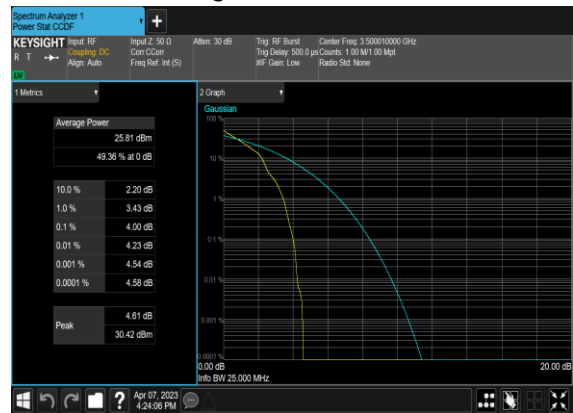 Spectrum Analyzer 1
Power Stat CCDF
KEYSIGHT
R T
LW
Input: RF
Coupling: DC
Align: Auto
Input Z: 50 Ω
Corr CCorr
Freq Ref: Int (S)
Atten: 30 dB
Trig: RF Burst
Trig Delay: 500.0 µs
#IF Gain: Low
Center Freq: 3.500010000 GHz
Counts: 1.00 M/1.00 Mpt
Radio Std: None
1 Metrics
Average Power
25.81 dBm
49.36 % at 0 dB
10.0 % 2.20 dB
1.0 % 3.43 dB
0.1 % 4.00 dB
0.01 % 4.23 dB
0.001 % 4.54 dB
0.0001 % 4.58 dB
Peak
4.61 dB
30.42 dBm
2 Graph
Gaussian
100 %
10 %
1 %
0.1 %
0.01 %
0.001 %
0.0001 %
0.00 dB
20.00 dB
Info BW 25.000 MHz
?
Apr 07, 2023
4:24:06 PM